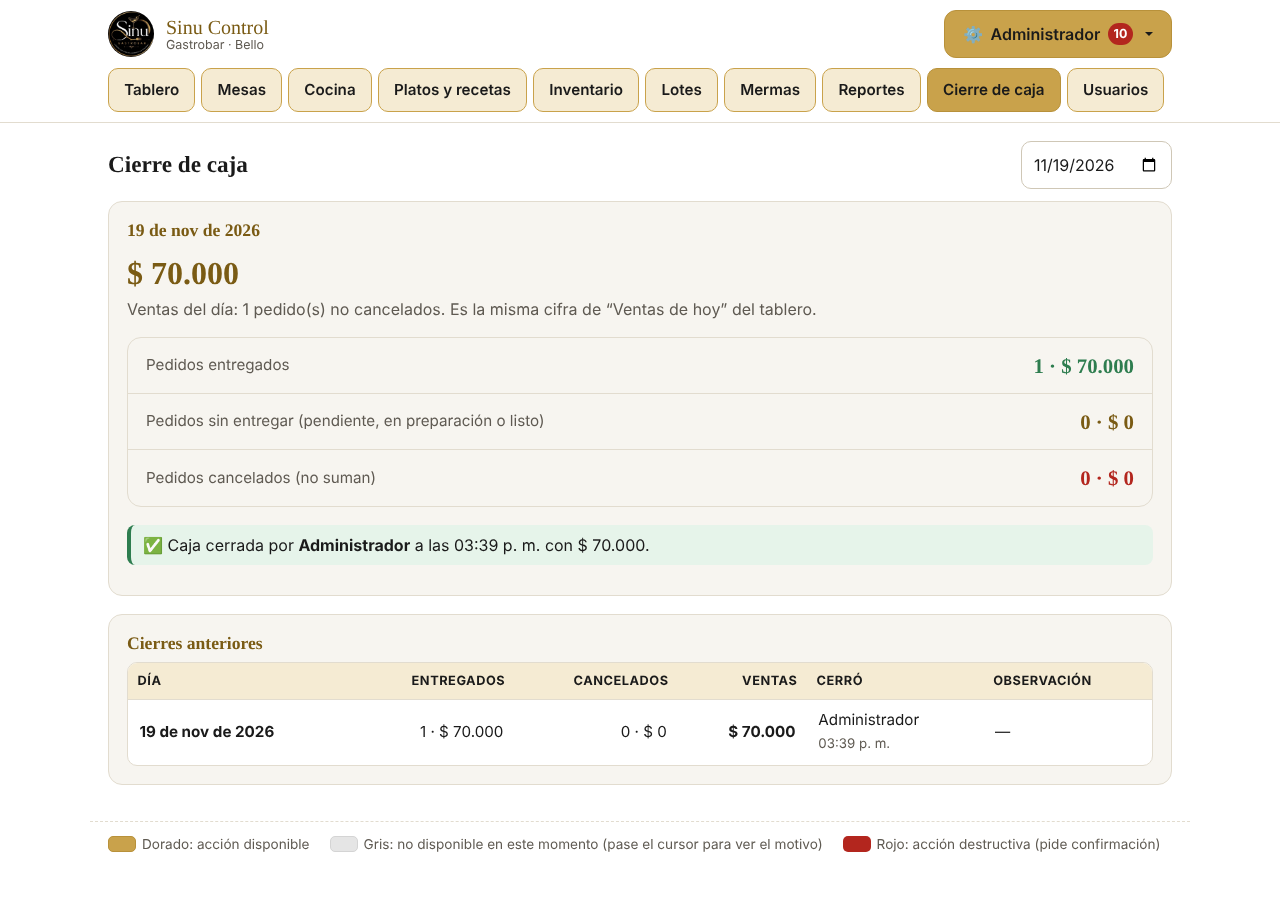 Sinu
Sinu Control
Gastrobar · Bello
Administrador 10
Tablero Mesas Cocina Platos y recetas Inventario Lotes Mermas Reportes Cierre de caja Usuarios
Cierre de caja
11/19/2026
19 de nov de 2026
$ 70.000
Ventas del día: 1 pedido(s) no cancelados. Es la misma cifra de “Ventas de hoy” del tablero.
Pedidos entregados 1 · $ 70.000
Pedidos sin entregar (pendiente, en preparación o listo) 0 · $ 0
Pedidos cancelados (no suman) 0 · $ 0
✅ Caja cerrada por Administrador a las 03:39 p. m. con $ 70.000.
Cierres anteriores
DÍA ENTREGADOS CANCELADOS VENTAS CERRÓ OBSERVACIÓN
19 de nov de 2026 1 · $ 70.000 0 · $ 0 $ 70.000 Administrador —
03:39 p. m.
Dorado: acción disponible Gris: no disponible en este momento (pase el cursor para ver el motivo) Rojo: acción destructiva (pide confirmación)